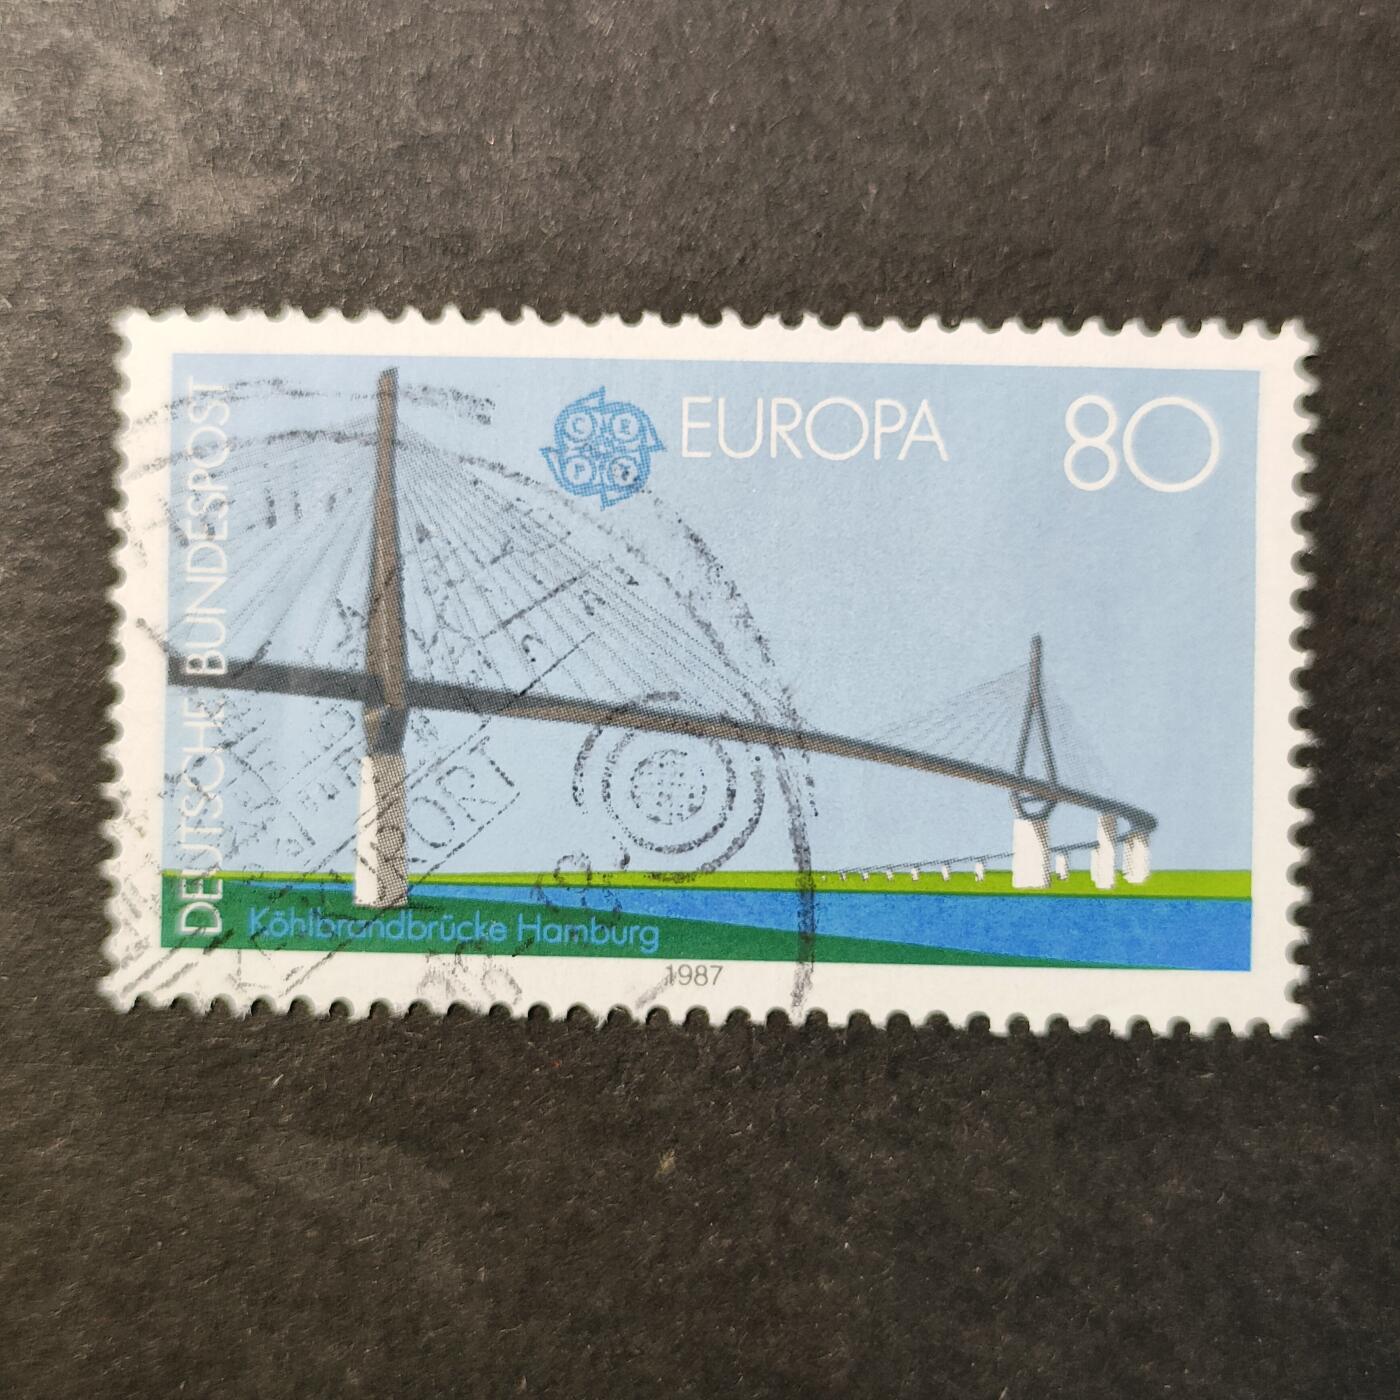 DEUTSCHE BUNDESPOST
EUROPA
80
Köhlbrandbrücke Hamburg
1987